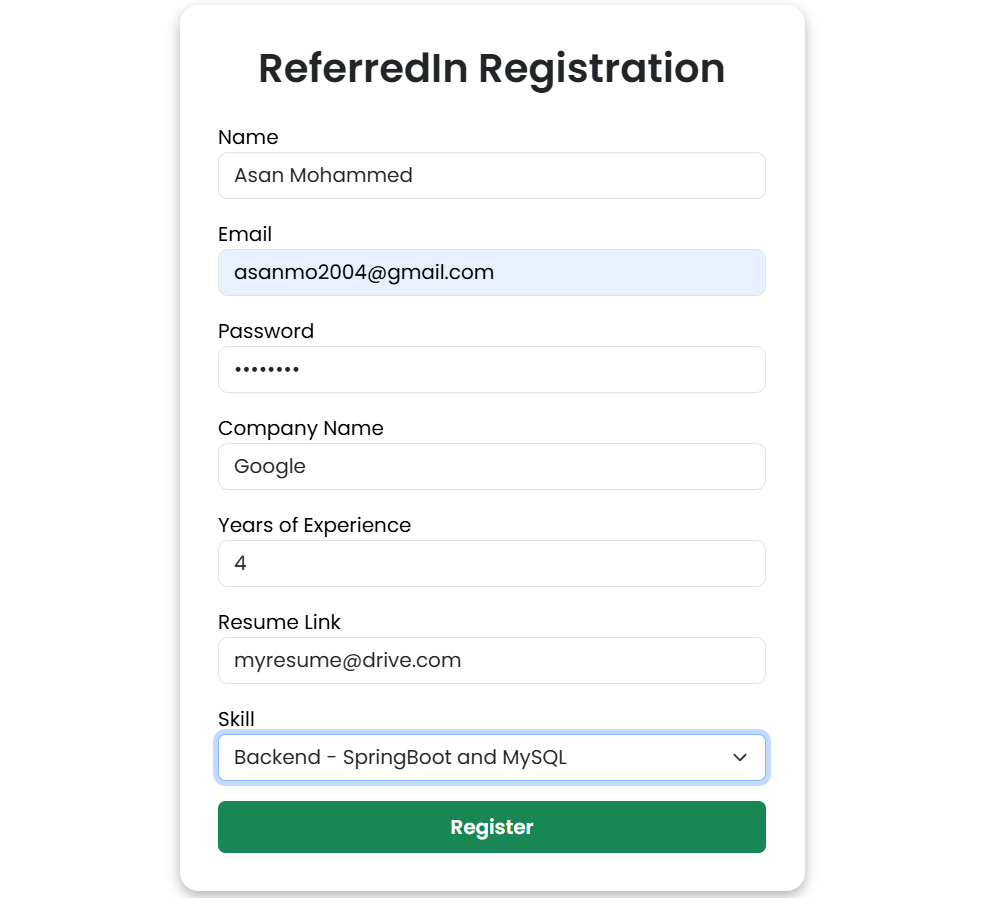 ReferredIn Registration
Name
Asan Mohammed
Email
asanmo2004@gmail.com
Password
••••••••
Company Name
Google
Years of Experience
4
Resume Link
myresume@drive.com
Skill
Backend - SpringBoot and MySQL
Register